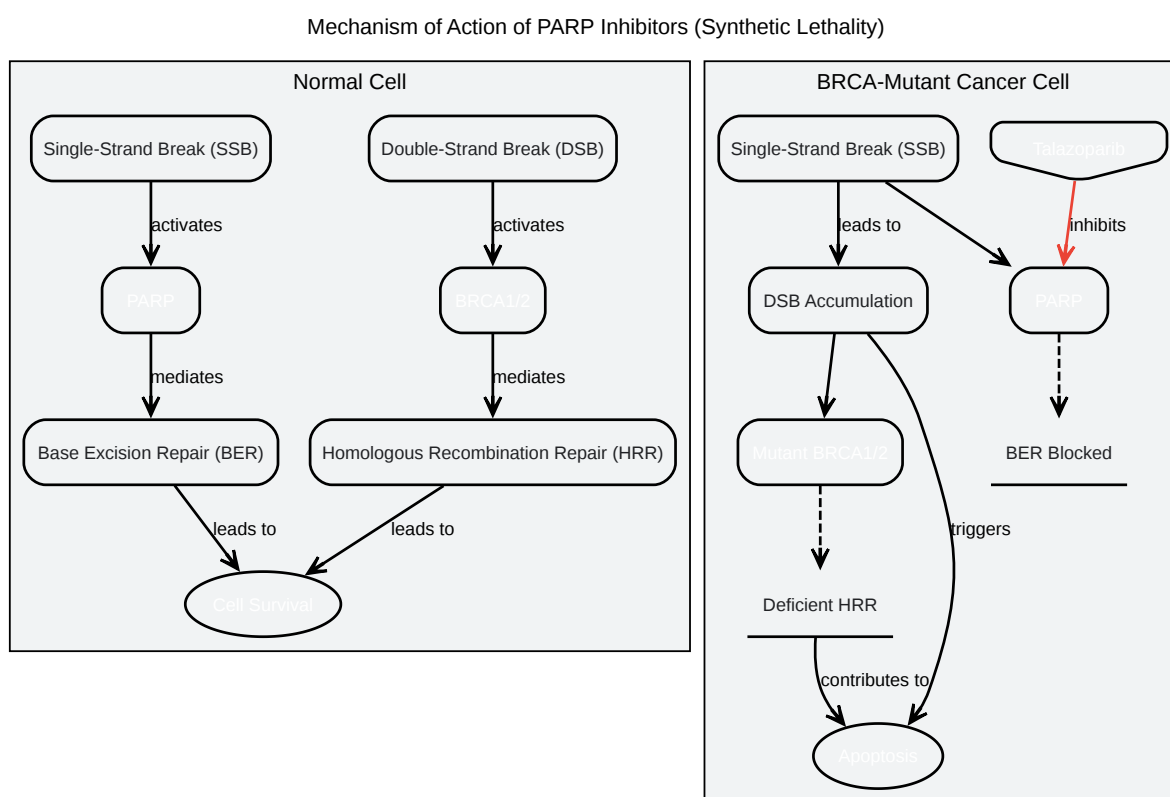 Mechanism of Action of PARP Inhibitors (Synthetic Lethality)
Normal Cell
Single-Strand Break (SSB)
Double-Strand Break (DSB)
activates
activates
PARP
BRCA1/2
mediates
mediates
Base Excision Repair (BER)
Homologous Recombination Repair (HRR)
leads to
leads to
Cell Survival
BRCA-Mutant Cancer Cell
Single-Strand Break (SSB)
Talazoparib
leads to
inhibits
DSB Accumulation
PARP
Mutant BRCA1/2
BER Blocked
triggers
Deficient HRR
contributes to
Apoptosis